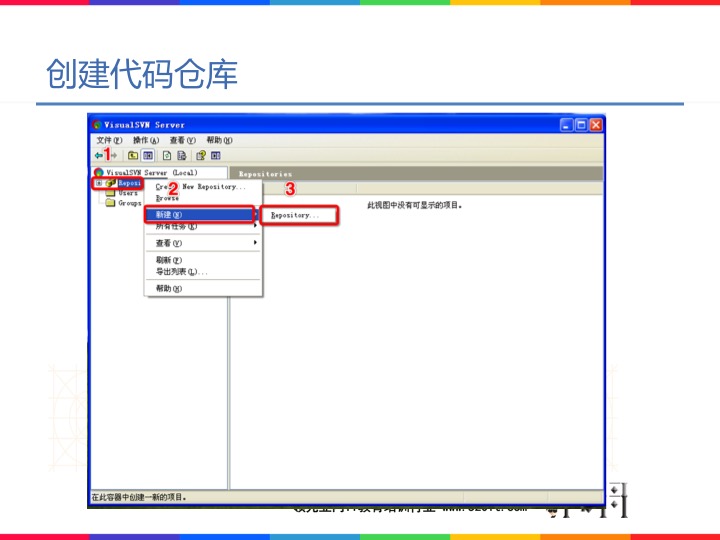 创建代码仓库
VisualSVN Server
文件(F) 操作(A) 查看(V) 帮助(H)
1
VisualSVN Server (Local)
Repositories
Reposi
2
3
Users
Groups
New Repository...
Browse
新建(N)
Repository...
所有任务(K)
查看(V)
刷新(F)
导出列表(L)...
帮助(H)
此视图中没有可显示的项目。
在此容器中创建一新的项目。